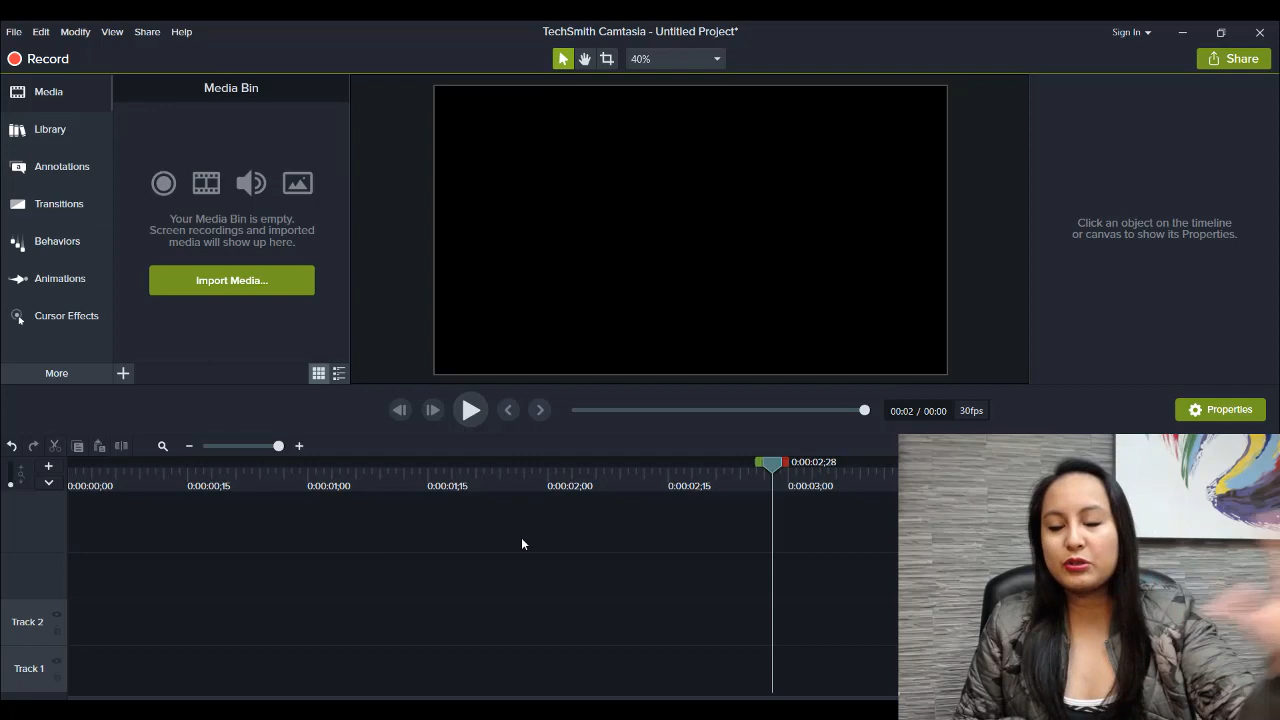 File Edit Modify View Share Help
TechSmith Camtasia - Untitled Project*
Sign In
Record
40%
Share
Media
Library
Annotations
Transitions
Behaviors
Animations
Cursor Effects
More
Media Bin
Your Media Bin is empty.
Screen recordings and imported
media will show up here.
Import Media...
Click an object on the timeline
or canvas to show its Properties.
00:02 / 00:00
30fps
Properties
0:00:02;28
0:00:00;00 0:00:00;15 0:00:01;00 0:00:01;15 0:00:02;00 0:00:02;15 0:00:03;00
Track 2
Track 1